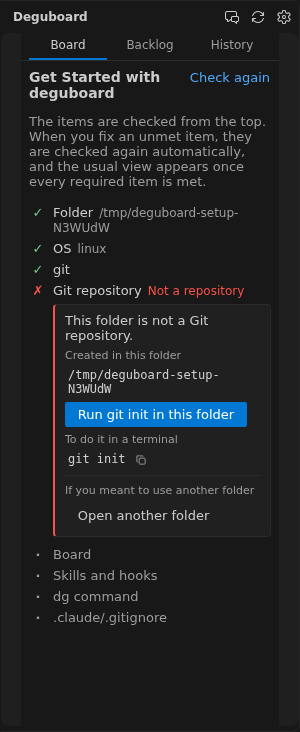 Deguboard
Board Backlog History
Get Started with
deguboard
Check again
The items are checked from the top.
When you fix an unmet item, they
are checked again automatically,
and the usual view appears once
every required item is met.
✓ Folder /tmp/deguboard-setup-
N3WUdW
✓ OS linux
✓ git
✗ Git repository Not a repository
This folder is not a Git
repository.
Created in this folder
/tmp/deguboard-setup-
N3WUdW
Run git init in this folder
To do it in a terminal
git init
If you meant to use another folder
Open another folder
· Board
· Skills and hooks
· dg command
· .claude/.gitignore